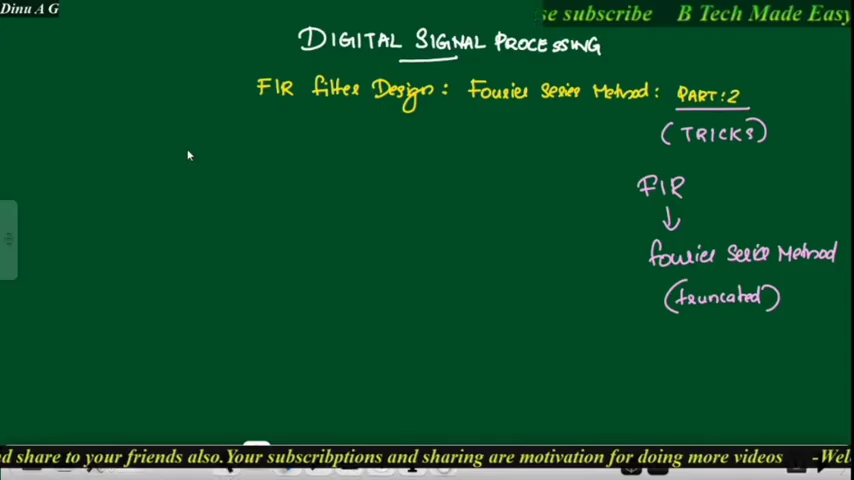 Dinu A G
se subscribe B Tech Made Easy
DIGITAL SIGNAL PROCESSING
FIR filter Design: Fourier Series Method: PART:2
(TRICKS)
FIR
↓
Fourier Series Method
(truncated)
nd share to your friends also.Your subscribptions and sharing are motivation for doing more videos -Wel